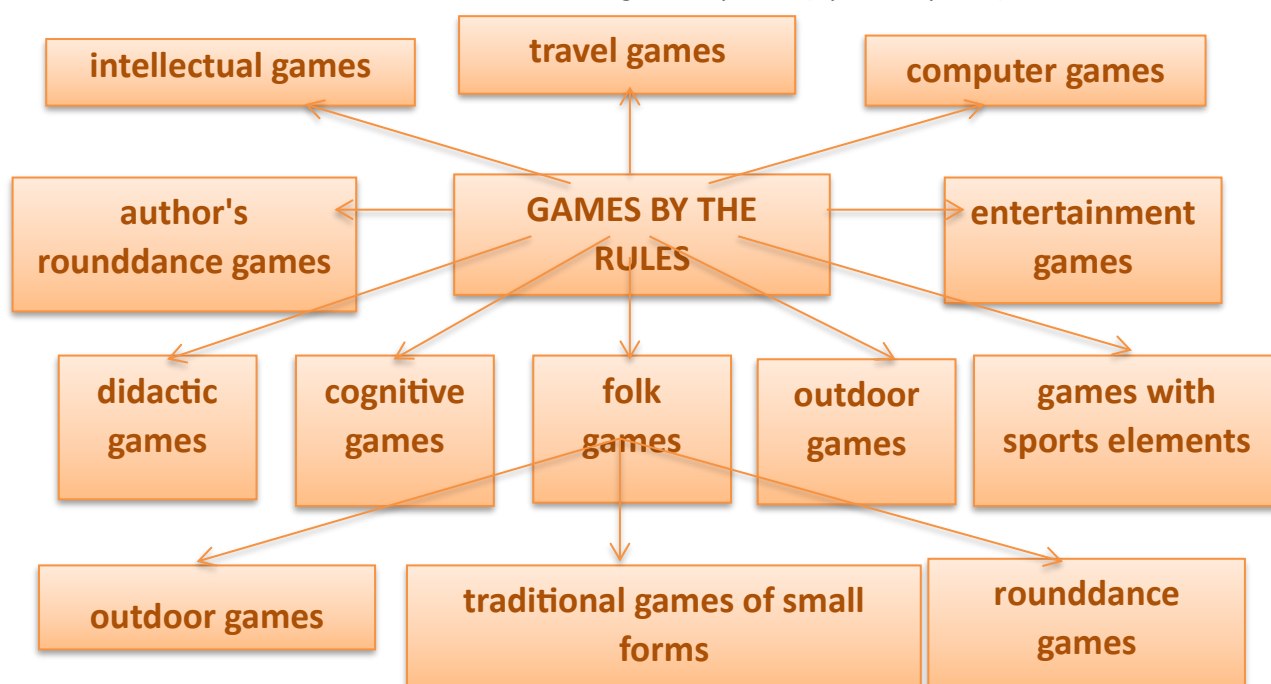 intellectual games
travel games
computer games
author's
rounddance games
GAMES BY THE
RULES
entertainment
games
didactic
games
cognitive
games
folk
games
outdoor
games
games with
sports elements
outdoor games
traditional games of small
forms
rounddance
games